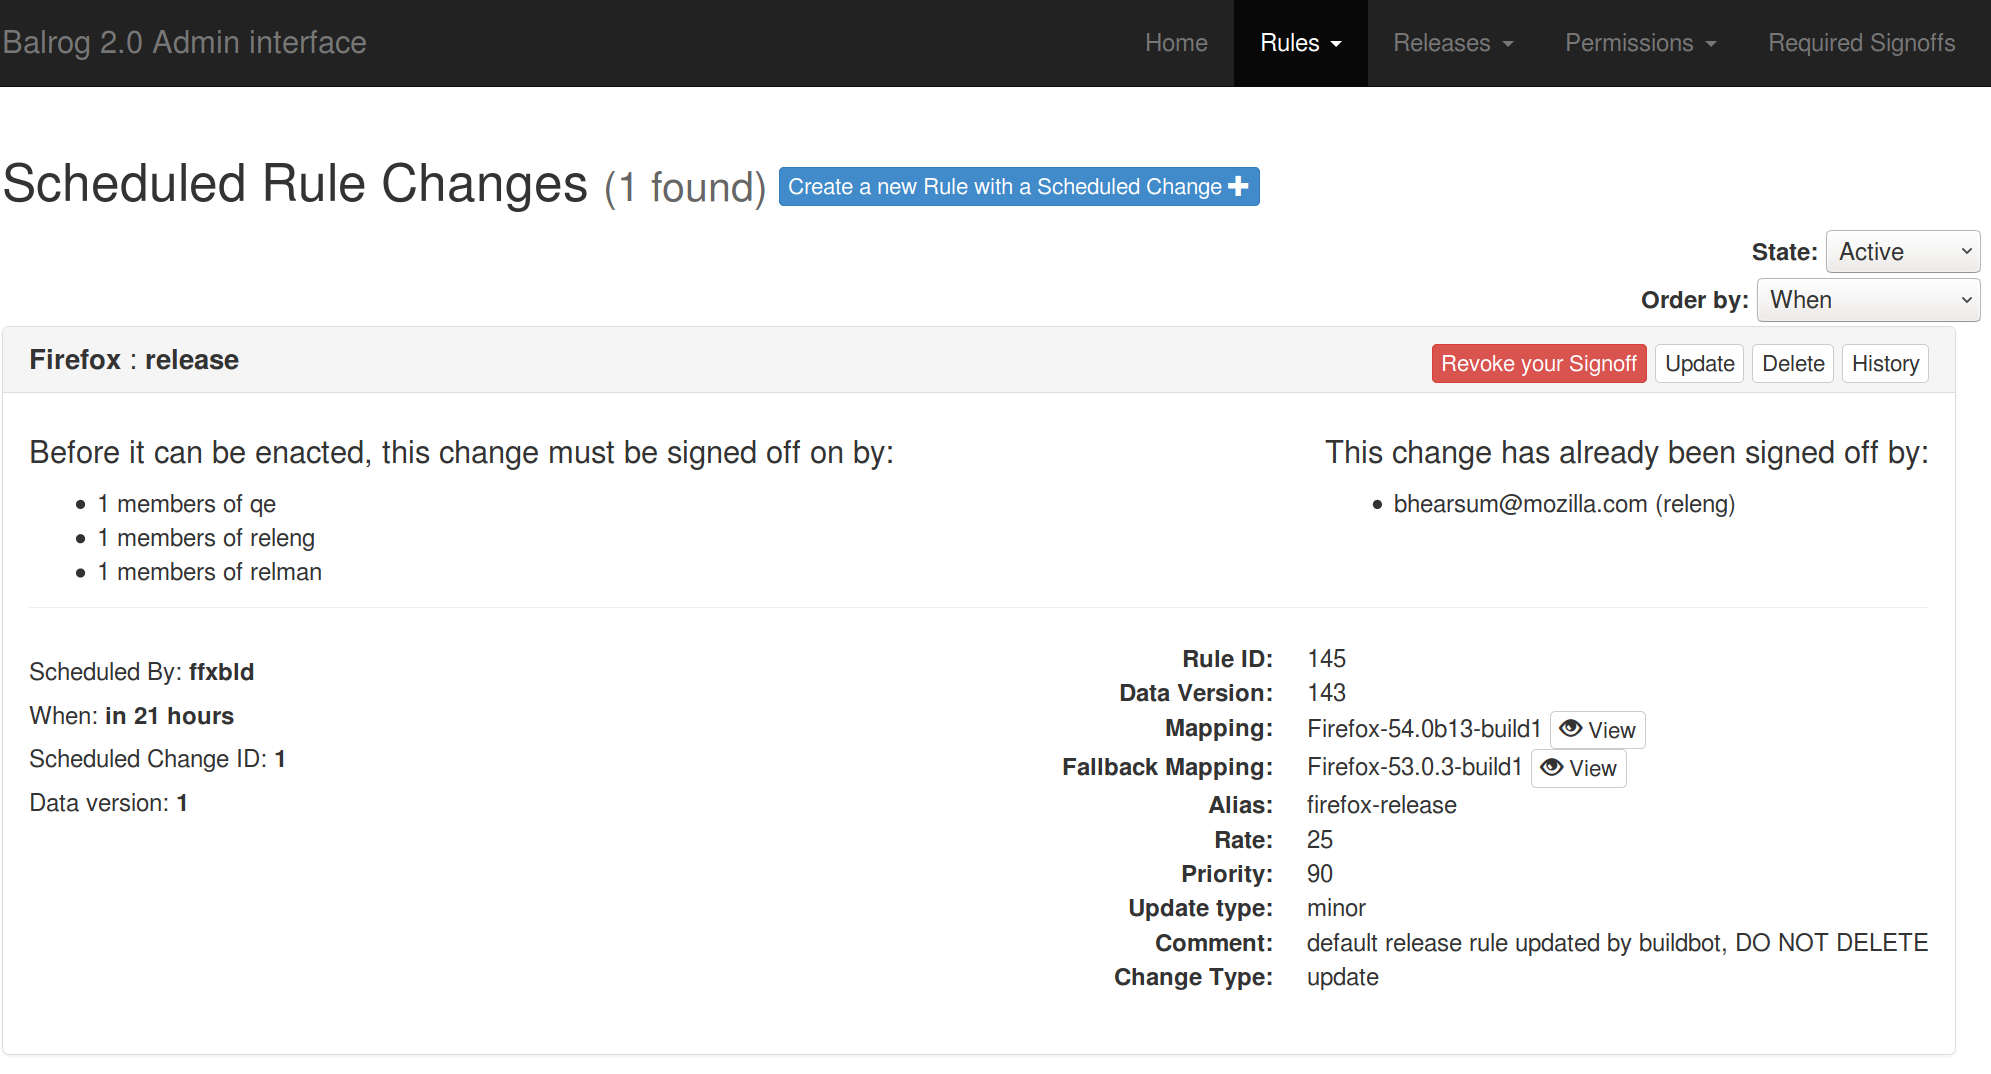 Balrog 2.0 Admin interface Home Rules Releases Permissions Required Signoffs
Scheduled Rule Changes (1 found) Create a new Rule with a Scheduled Change
State: Active
Order by: When
Firefox : release Revoke your Signoff Update Delete History
Before it can be enacted, this change must be signed off on by:
1 members of qe
1 members of releng
1 members of relman
This change has already been signed off by:
bhearsum@mozilla.com (releng)
Scheduled By: ffxbld
When: in 21 hours
Scheduled Change ID: 1
Data version: 1
Rule ID: 145
Data Version: 143
Mapping: Firefox-54.0b13-build1 View
Fallback Mapping: Firefox-53.0.3-build1 View
Alias: firefox-release
Rate: 25
Priority: 90
Update type: minor
Comment: default release rule updated by buildbot, DO NOT DELETE
Change Type: update